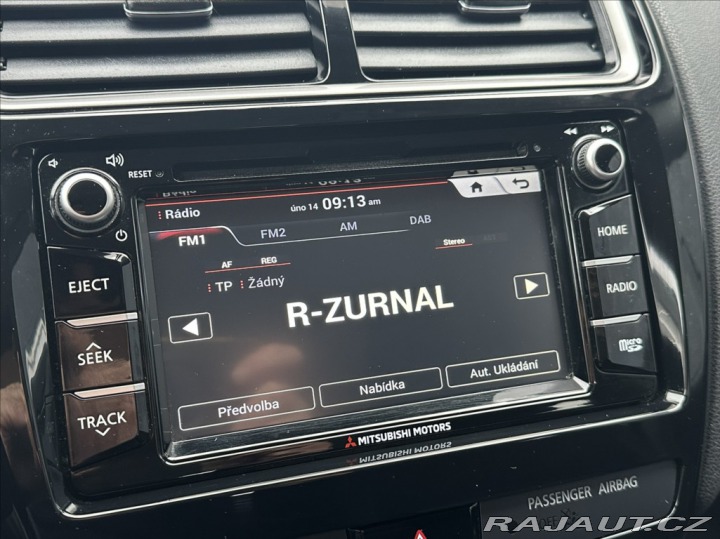 RESET
Rádio
úno 14 09:13 am
FM1 FM2 AM DAB
AF REG
Stereo
TP Žádný
R-ZURNAL
Předvolba Nabídka Aut. Ukládání
EJECT
SEEK
TRACK
HOME
RADIO
micro
MITSUBISHI MOTORS
PASSENGER AIRBAG
RAJAUT.CZ